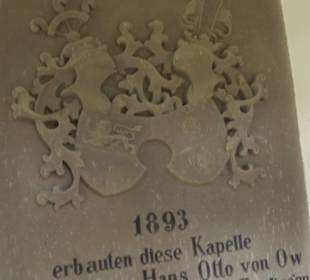 1893
erbauten diese Kapelle
Hans Otto von Ow